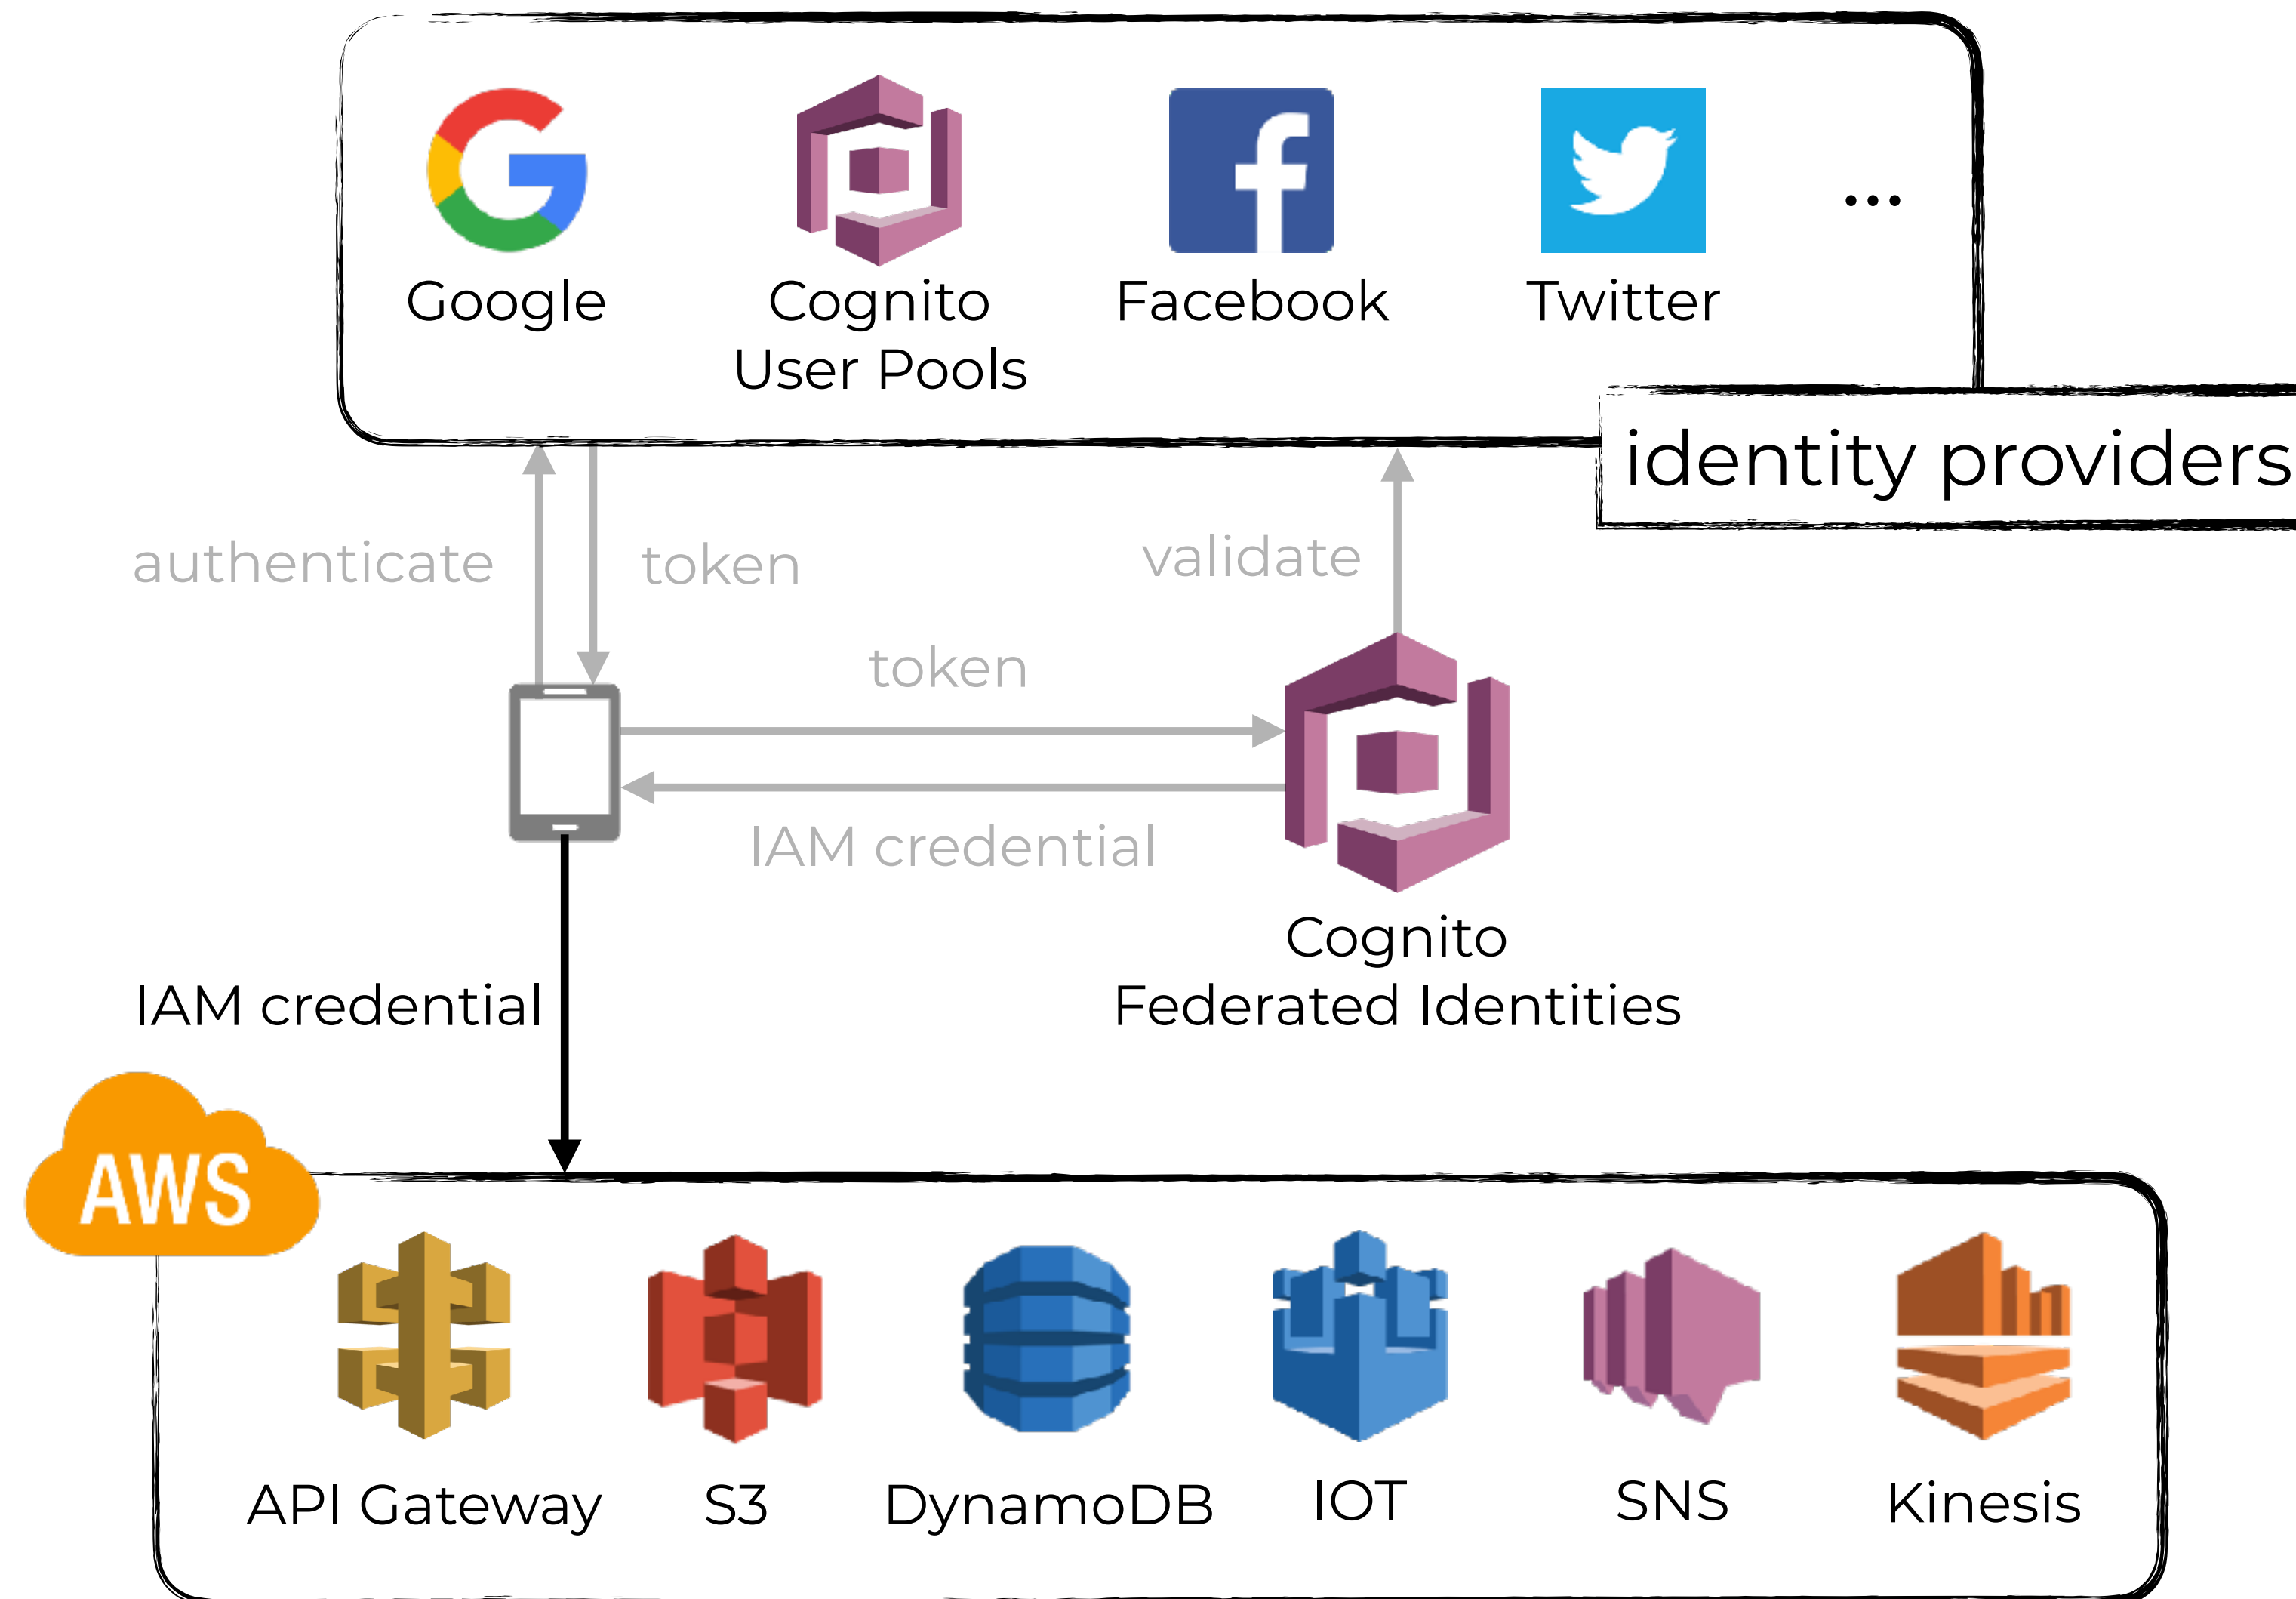 Google
Cognito
User Pools
Facebook
Twitter
...
identity providers
authenticate
token
validate
token
IAM credential
Cognito
Federated Identities
IAM credential
AWS
API Gateway
S3
DynamoDB
IOT
SNS
Kinesis